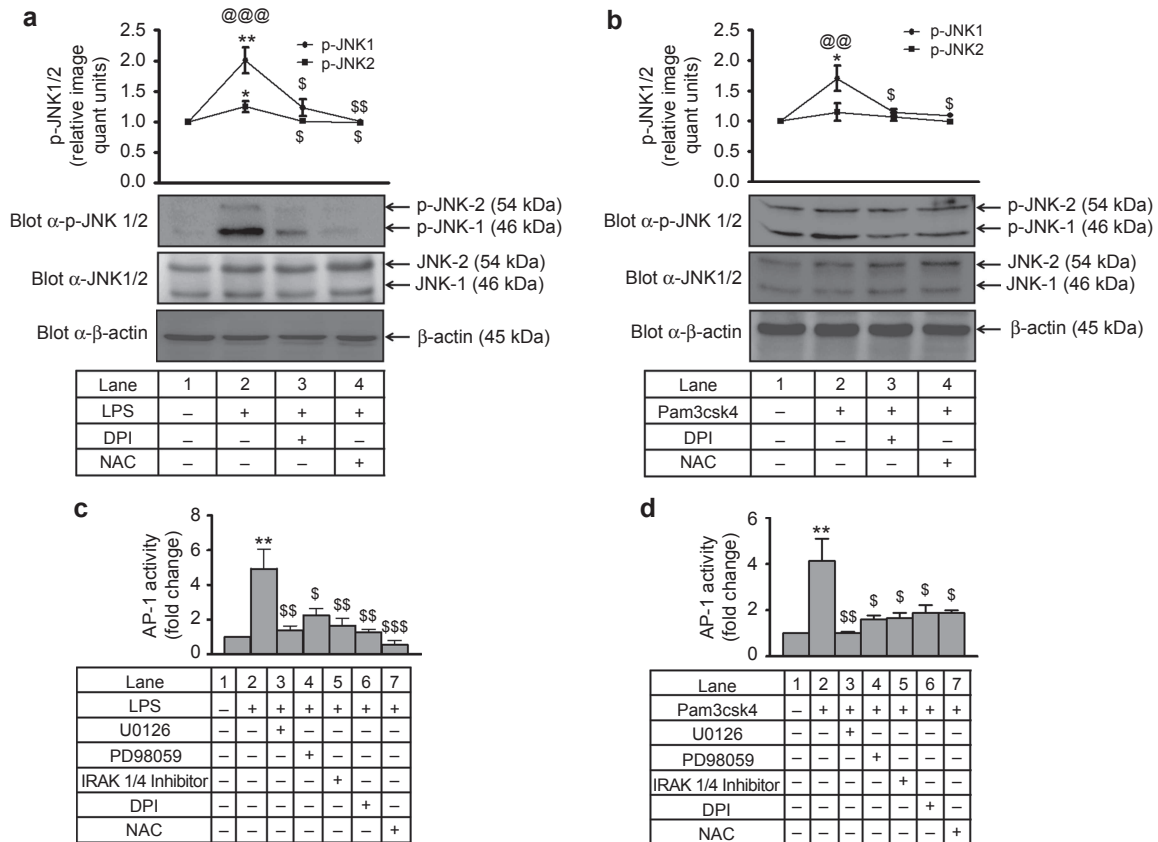 a
@@@
**
*
$
$
$$
$
p-JNK1
p-JNK2
p-JNK1/2
(relative image
quant units)
2.5
2.0
1.5
1.0
0.5
0.0
Blot α-p-JNK 1/2
p-JNK-2 (54 kDa)
p-JNK-1 (46 kDa)
Blot α-JNK1/2
JNK-2 (54 kDa)
JNK-1 (46 kDa)
Blot α-β-actin
β-actin (45 kDa)
Lane 1 2 3 4
LPS – + + +
DPI – – + –
NAC – – – +
b
@@
*
$
$
p-JNK1
p-JNK2
p-JNK1/2
(relative image
quant units)
2.5
2.0
1.5
1.0
0.5
0.0
Blot α-p-JNK 1/2
p-JNK-2 (54 kDa)
p-JNK-1 (46 kDa)
Blot α-JNK1/2
JNK-2 (54 kDa)
JNK-1 (46 kDa)
Blot α-β-actin
β-actin (45 kDa)
Lane 1 2 3 4
Pam3csk4 – + + +
DPI – – + –
NAC – – – +
c
AP-1 activity
(fold change)
8
6
4
2
0
** $$ $ $$ $$ $$$
Lane 1 2 3 4 5 6 7
LPS – + + + + + +
U0126 – – + – – – –
PD98059 – – – + – – –
IRAK 1/4 Inhibitor – – – – + – –
DPI – – – – – + –
NAC – – – – – – +
d
AP-1 activity
(fold change)
6
4
2
0
** $$ $ $ $ $
Lane 1 2 3 4 5 6 7
Pam3csk4 – + + + + + +
U0126 – – + – – – –
PD98059 – – – + – – –
IRAK 1/4 Inhibitor – – – – + – –
DPI – – – – – + –
NAC – – – – – – +